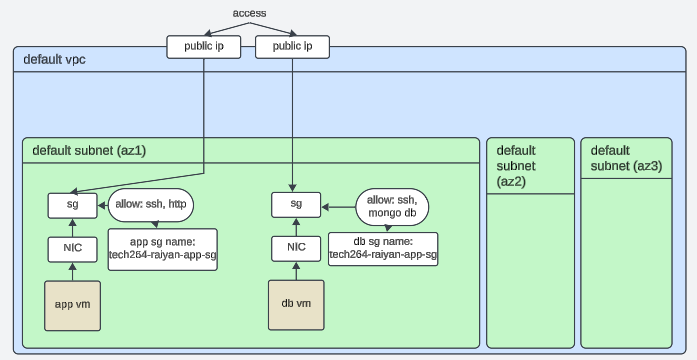 access
public ip
public Ip
default vpc
default subnet (az1)
default
subnet
(az2)
default
subnet (az3)
sg
allow: ssh, http
sg
allow: ssh,
mongo db
NIC
app sg name:
tech264-raiyan-app-sg
NIC
db sg name:
tech264-raiyan-app-sg
app vm
db vm